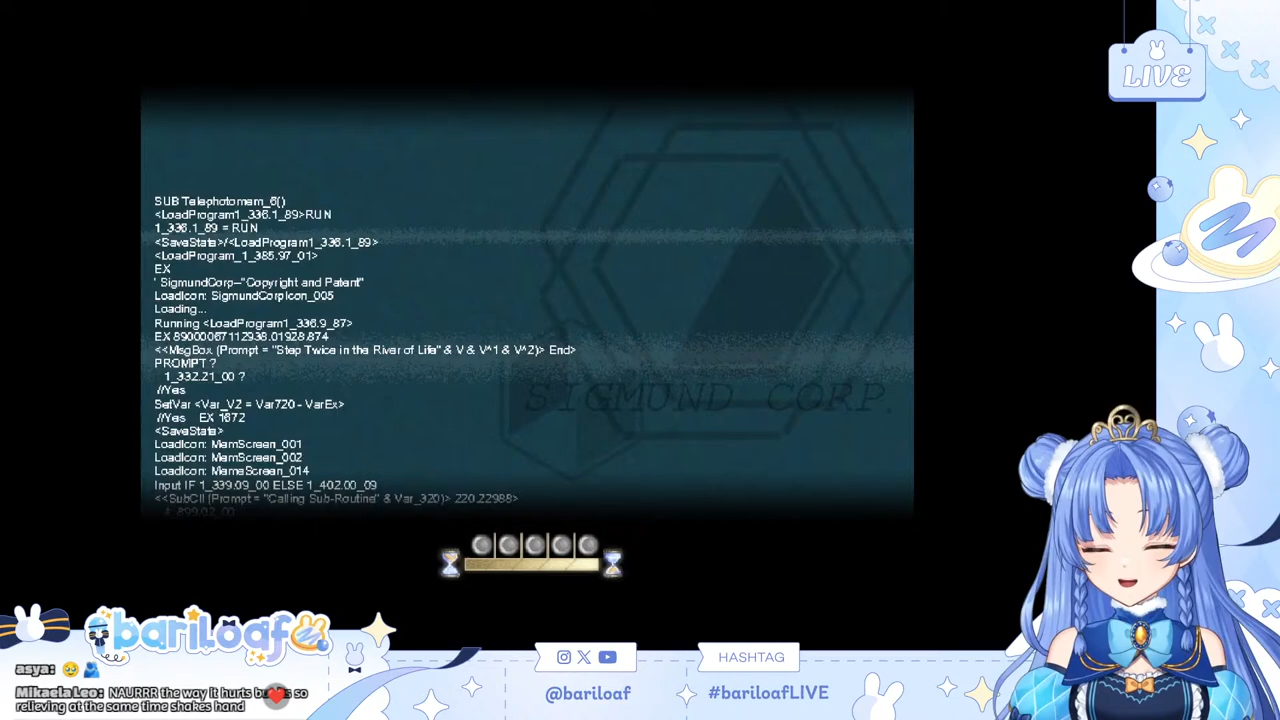 LIVE
SUB Telephotomem_6()
<LoadProgram1_336.1_89>RUN
1_336.1_89 = RUN
<SaveState>/<LoadProgram1_336.1_89>
<LoadProgram_1_385.97_01>
EX
' SigmundCorp--"Copyright and Patent"
LoadIcon: SigmundCorpIcon_005
Loading...
Running <LoadProgram1_336.9_87>
EX 89000067112938.01928.874
<<MsgBox (Prompt = "Step Twice in the River of Life" & V & V^1 & V^2)> End>
PROMPT ?
1_332.21_00 ?
//Yes
SetVar <Var_V2 = Var720 - VarEx>
//Yes EX 1872
<SaveState>
LoadIcon: MemScreen_001
LoadIcon: MemScreen_002
LoadIcon: MemeScreen_014
Input IF 1_339.09_00 ELSE 1_402.00_09
<<SubCll (Prompt = "Calling Sub-Routine" & Var_320)> 220.22988>
SIGMUND CORP.
bariloaf
asya:
Mikaela Leo: NAURRR the way it hurts but is so
relieving at the same time shakes hand
@bariloaf
HASHTAG
#bariloafLIVE